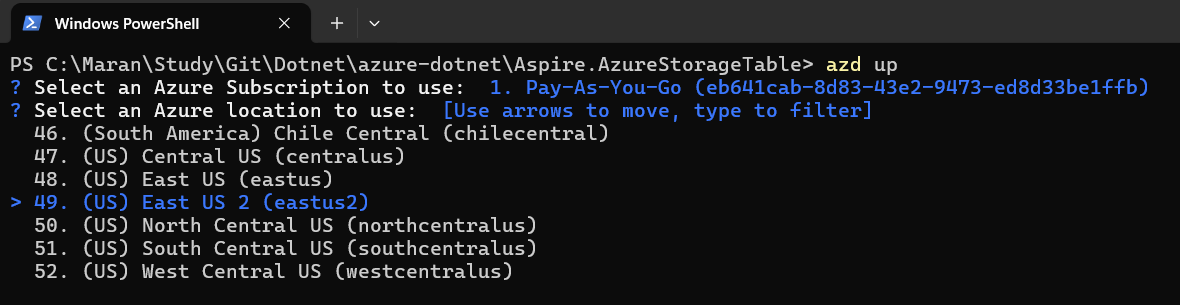 Windows PowerShell
PS C:\Maran\Study\Git\Dotnet\azure-dotnet\Aspire.AzureStorageTable> azd up
? Select an Azure Subscription to use:  1. Pay-As-You-Go (eb641cab-8d83-43e2-9473-ed8d33be1ffb)
? Select an Azure location to use:  [Use arrows to move, type to filter]
  46. (South America) Chile Central (chilecentral)
  47. (US) Central US (centralus)
  48. (US) East US (eastus)
> 49. (US) East US 2 (eastus2)
  50. (US) North Central US (northcentralus)
  51. (US) South Central US (southcentralus)
  52. (US) West Central US (westcentralus)